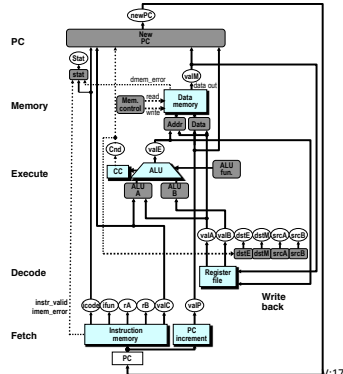 newPC
PC
New
PC
Stat
stat
valM
data out
dmem_error
Memory
Mem.
control
read
write
Data
memory
Addr
Data
Cnd
valE
Execute
CC
ALU
ALU
fun.
ALU
A
ALU
B
valA
valB
dstE
dstM
srcA
srcB
dstE
dstM
srcA
srcB
Decode
Register
file
Write
back
instr_valid
imem_error
icode
ifun
rA
rB
valC
valP
Fetch
Instruction
memory
PC
increment
PC